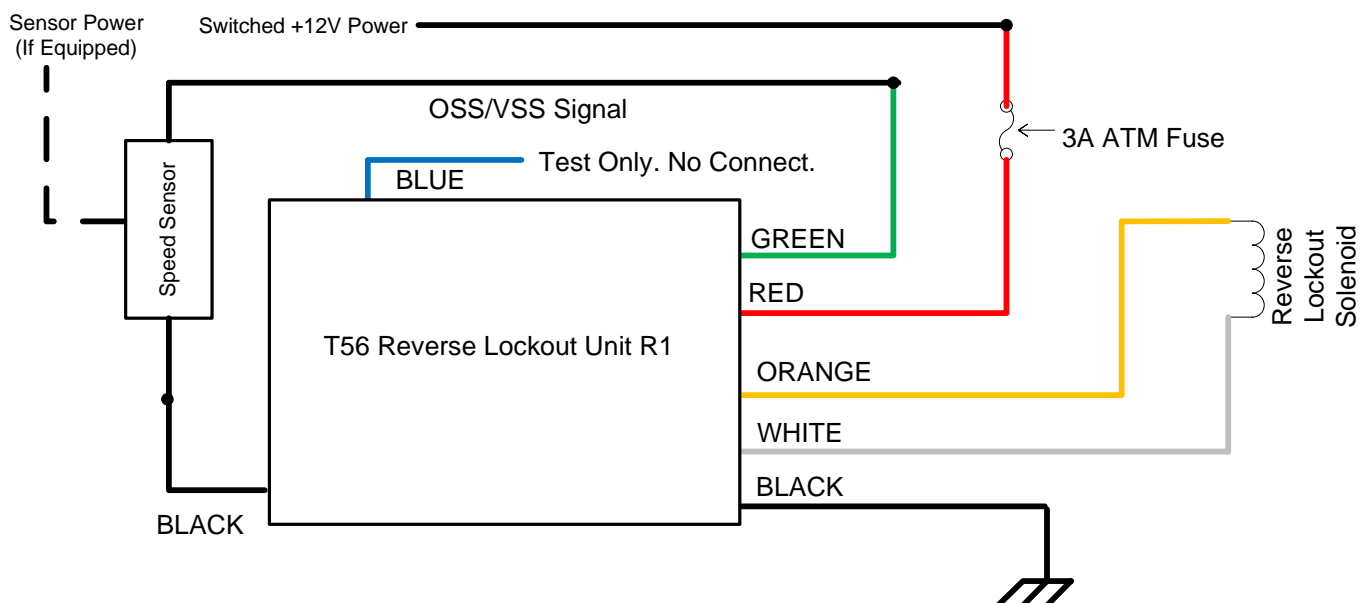 Sensor Power
(If Equipped)
Switched +12V Power
OSS/VSS Signal
3A ATM Fuse
Test Only. No Connect.
BLUE
Speed Sensor
GREEN
RED
Reverse
Lockout
Solenoid
T56 Reverse Lockout Unit R1
ORANGE
WHITE
BLACK
BLACK